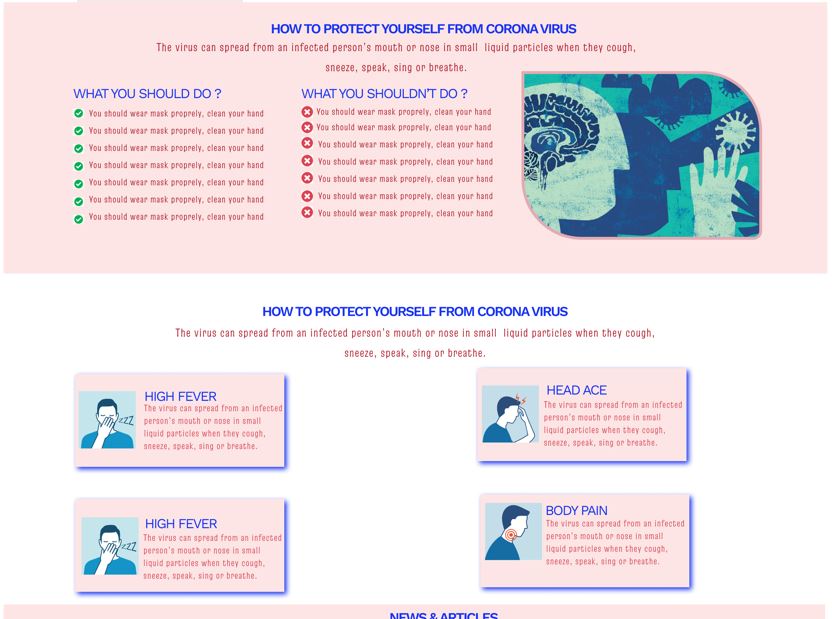 HOW TO PROTECT YOURSELF FROM CORONA VIRUS
The virus can spread from an infected person's mouth or nose in small liquid particles when they cough,
sneeze, speak, sing or breathe.
WHAT YOU SHOULD DO ?
You should wear mask proprely, clean your hand
You should wear mask proprely, clean your hand
You should wear mask proprely, clean your hand
You should wear mask proprely, clean your hand
You should wear mask proprely, clean your hand
You should wear mask proprely, clean your hand
You should wear mask proprely, clean your hand
WHAT YOU SHOULDN'T DO ?
You should wear mask proprely, clean your hand
You should wear mask proprely, clean your hand
You should wear mask proprely, clean your hand
You should wear mask proprely, clean your hand
You should wear mask proprely, clean your hand
You should wear mask proprely, clean your hand
You should wear mask proprely, clean your hand
HOW TO PROTECT YOURSELF FROM CORONA VIRUS
The virus can spread from an infected person's mouth or nose in small liquid particles when they cough,
sneeze, speak, sing or breathe.
HIGH FEVER
The virus can spread from an infected
person's mouth or nose in small
liquid particles when they cough,
sneeze, speak, sing or breathe.
zzz
HEAD ACE
The virus can spread from an infected
person's mouth or nose in small
liquid particles when they cough,
sneeze, speak, sing or breathe.
HIGH FEVER
The virus can spread from an infected
person's mouth or nose in small
liquid particles when they cough,
sneeze, speak, sing or breathe.
zzz
BODY PAIN
The virus can spread from an infected
person's mouth or nose in small
liquid particles when they cough,
sneeze, speak, sing or breathe.
NEWS & ARTICLES